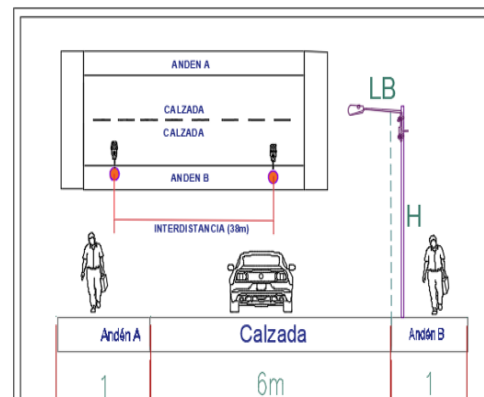 ANDEN A
CALZADA
CALZADA
ANDEN B
INTERDISTANCIA (38m)
LB
H
Andén A
Calzada
Andén B
1
6m
1